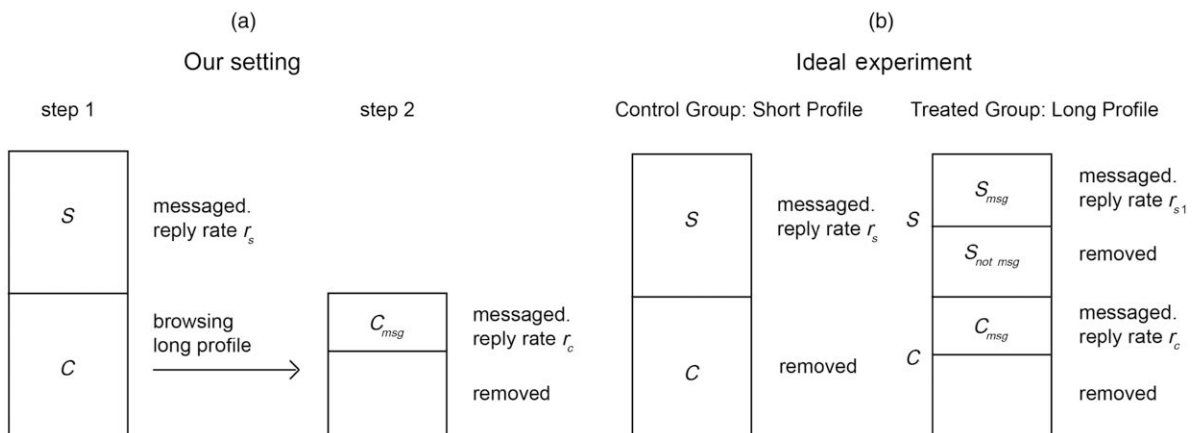 (a)
Our setting
step 1
step 2
S
messaged.
reply rate r_s
C
browsing
long profile
C_msg
messaged.
reply rate r_c
removed
(b)
Ideal experiment
Control Group: Short Profile
Treated Group: Long Profile
S
messaged.
reply rate r_s
C
removed
S
S_msg
messaged.
reply rate r_s1
S_not msg
removed
C
C_msg
messaged.
reply rate r_c
removed